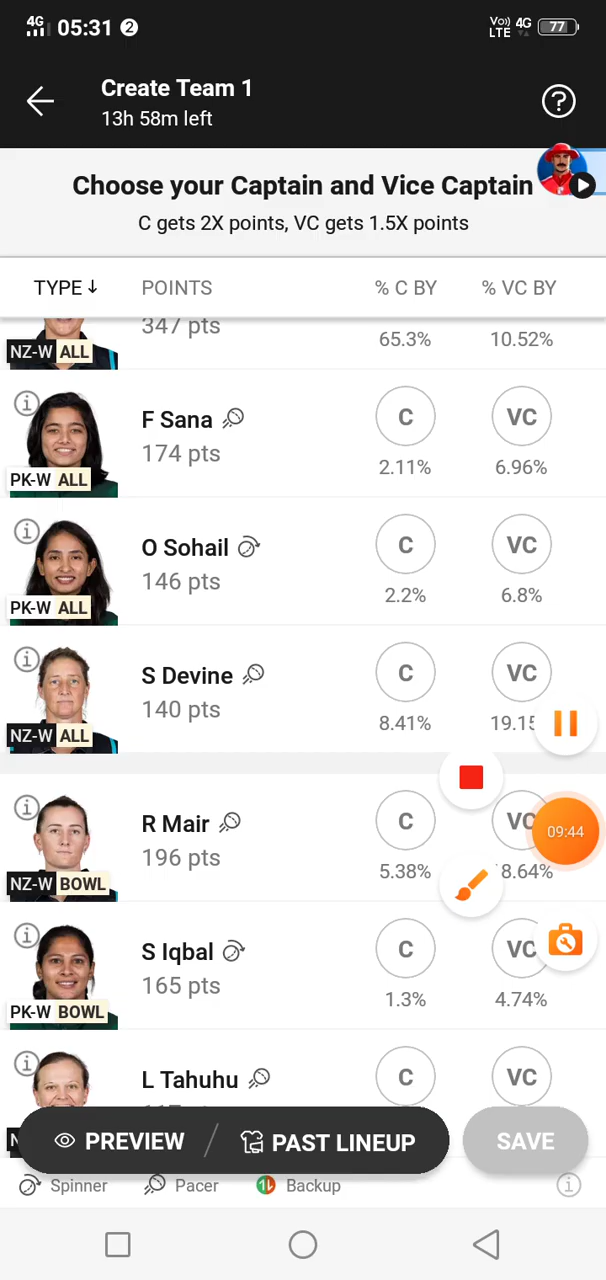 4G 05:31 2 Vo)) LTE 4G 77
Create Team 1
13h 58m left
Choose your Captain and Vice Captain
C gets 2X points, VC gets 1.5X points
TYPE↓ POINTS % C BY % VC BY
347 pts 65.3% 10.52%
NZ-W ALL
F Sana C VC
174 pts 2.11% 6.96%
PK-W ALL
O Sohail C VC
146 pts 2.2% 6.8%
PK-W ALL
S Devine C VC
140 pts 8.41% 19.15
NZ-W ALL
R Mair C VC
196 pts 5.38% 8.64%
09:44
NZ-W BOWL
S Iqbal C VC
165 pts 1.3% 4.74%
PK-W BOWL
L Tahuhu C VC
PREVIEW / PAST LINEUP SAVE
Spinner Pacer Backup